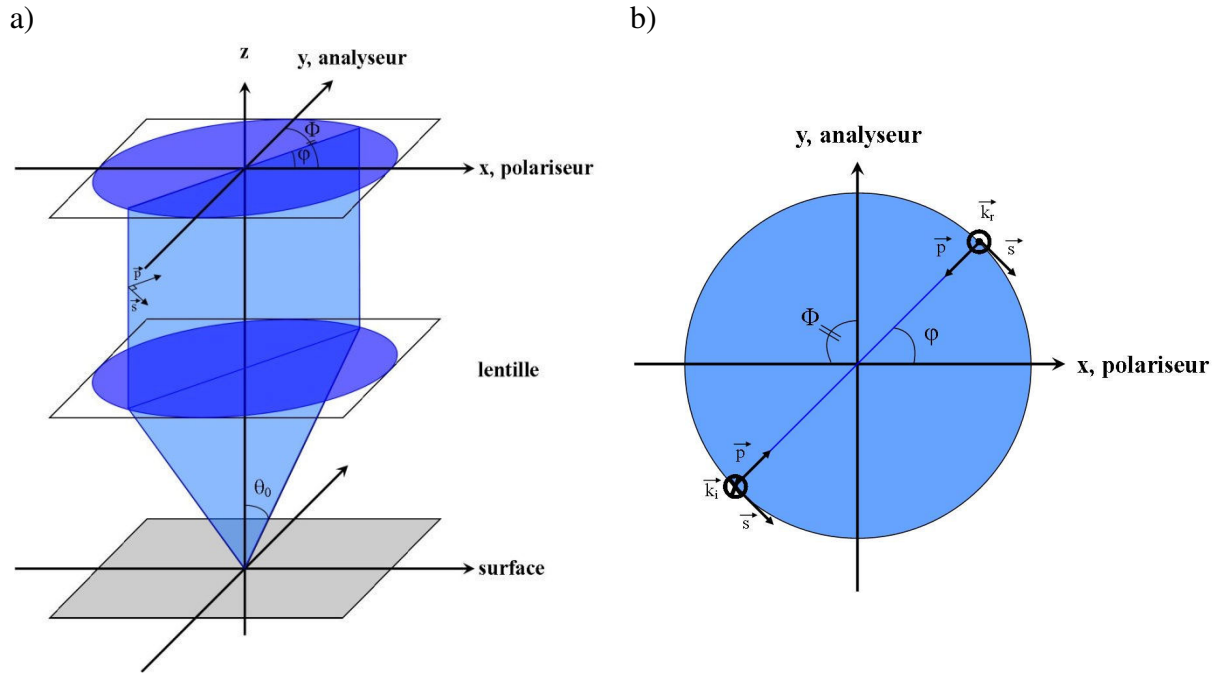 a)
z
y, analyseur
Φ
φ
x, polariseur
p
s
lentille
θ0
surface
b)
y, analyseur
kr
p
s
Φ
φ
x, polariseur
p
ki
s